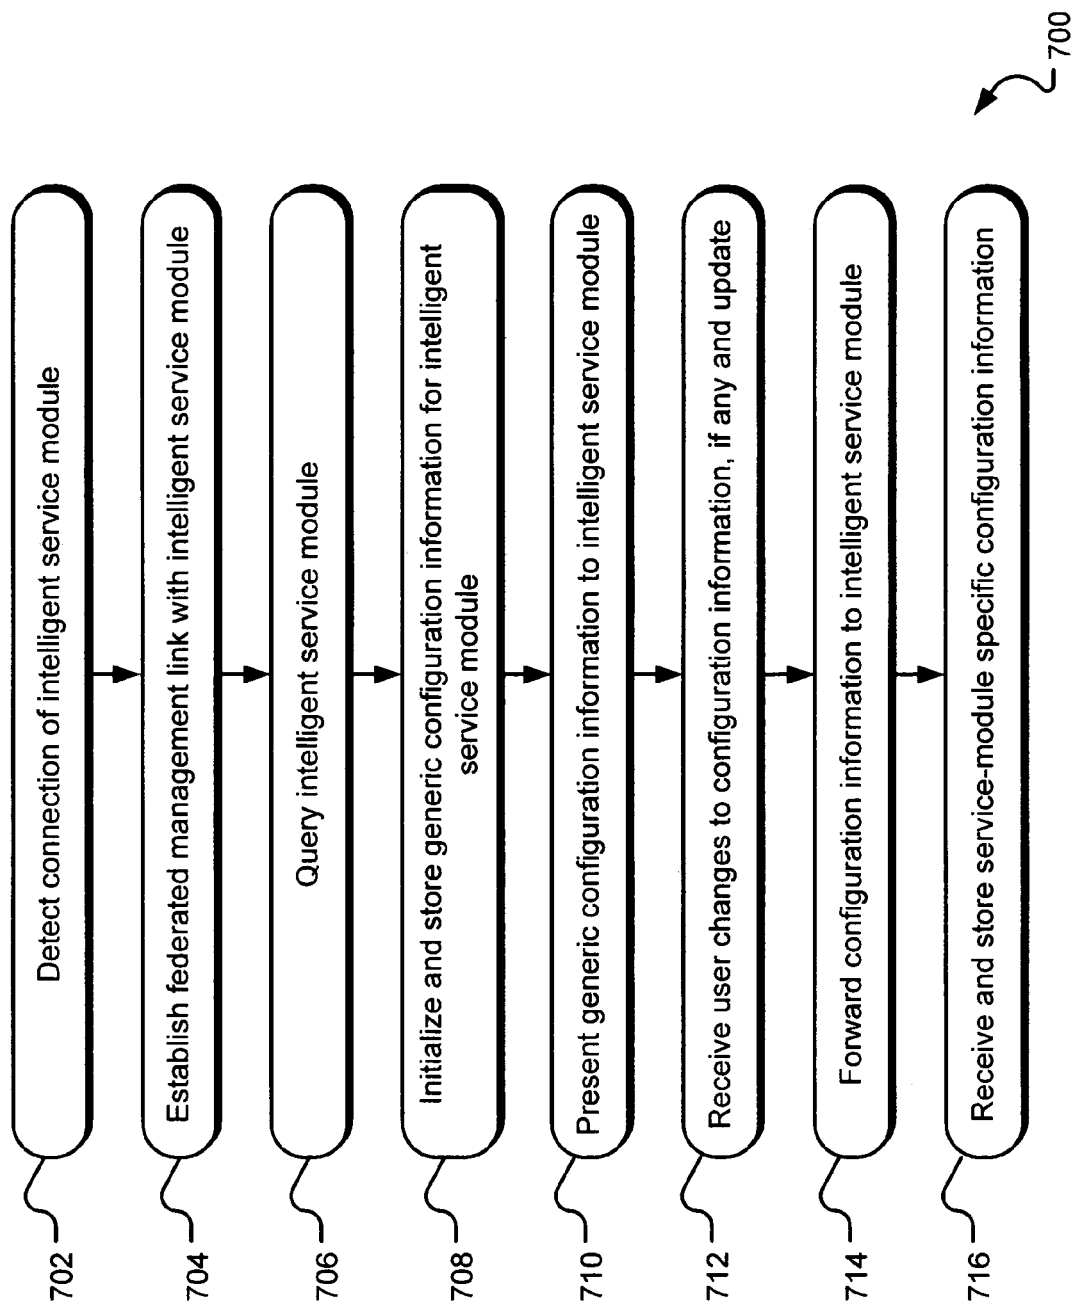 702
Detect connection of intelligent service module
704
Establish federated management link with intelligent service module
706
Query intelligent service module
708
Initialize and store generic configuration information for intelligent
service module
710
Present generic configuration information to intelligent service module
712
Receive user changes to configuration information, if any and update
714
Forward configuration information to intelligent service module
716
Receive and store service-module specific configuration information
700